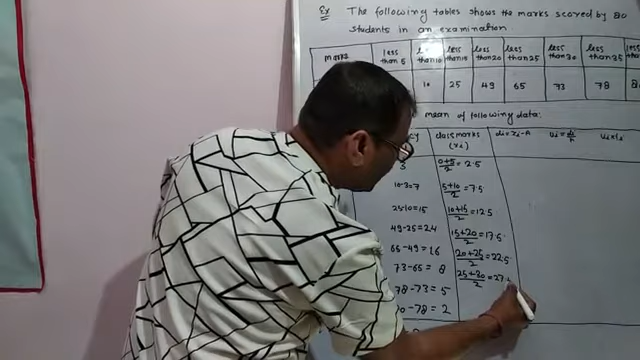 Ex The following tables shows the marks scored by 80
students in an examination
Marks less than 5 less than 10 less than 15 less than 20 less than 25 less than 30 less than 35 less
10 25 49 65 73 78 8
mean of following data:
class marks (xi) di = xi - A ui = di/h
0+5/2 = 2.5
10-3=7 5+10/2 = 7.5
25-10=15 10+15/2 = 12.5
49-25=24 15+20/2 = 17.5
65-49=16 20+25/2 = 22.5
73-65=8 25+30/2 = 27.
78-73=5
0-78=2